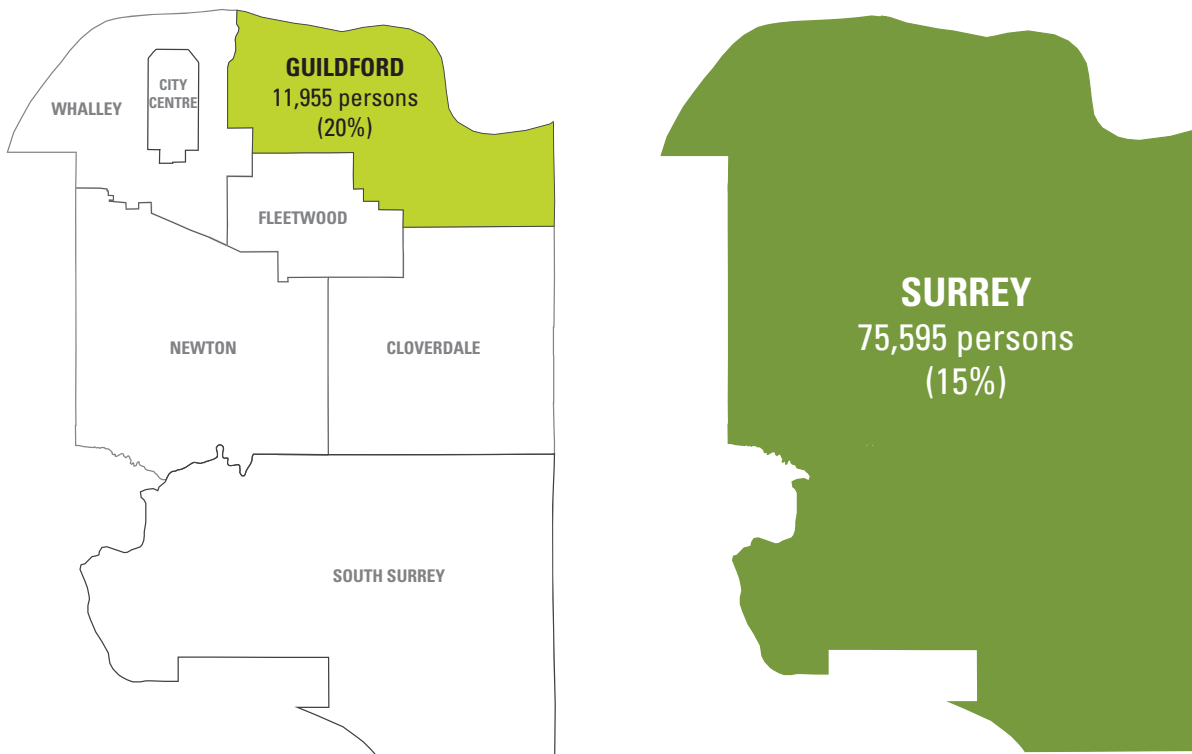 GUILDFORD
11,955 persons
(20%)
CITY
CENTRE
WHALLEY
FLEETWOOD
NEWTON
CLOVERDALE
SOUTH SURREY
SURREY
75,595 persons
(15%)